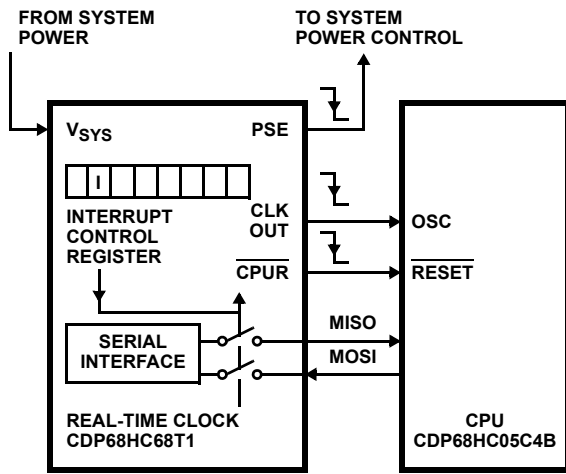 FROM SYSTEM
POWER
TO SYSTEM
POWER CONTROL
VSYS
PSE
I
INTERRUPT
CONTROL
REGISTER
CLK
OUT
CPUR
OSC
RESET
SERIAL
INTERFACE
MISO
MOSI
REAL-TIME CLOCK
CDP68HC68T1
CPU
CDP68HC05C4B